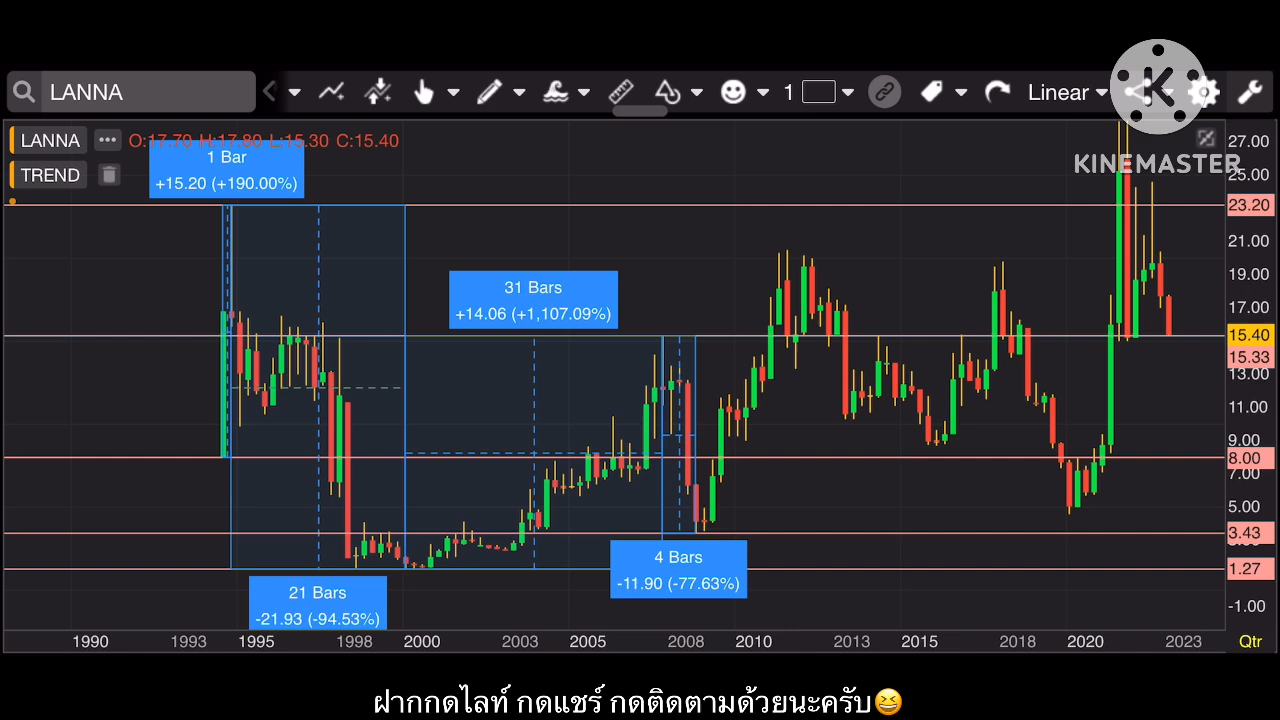 LANNA
1
Linear
KINEMASTER
LANNA
O:17.70 H:17.80 L:15.30 C:15.40
TREND
1 Bar
+15.20 (+190.00%)
31 Bars
+14.06 (+1,107.09%)
4 Bars
-11.90 (-77.63%)
21 Bars
-21.93 (-94.53%)
27.00
25.00
23.20
21.00
19.00
17.00
15.40
15.33
13.00
11.00
9.00
8.00
7.00
5.00
3.43
1.27
-1.00
1990 1993 1995 1998 2000 2003 2005 2008 2010 2013 2015 2018 2020 2023 Qtr
ฝากกดไลท์ กดแชร์ กดติดตามด้วยนะครับ😆